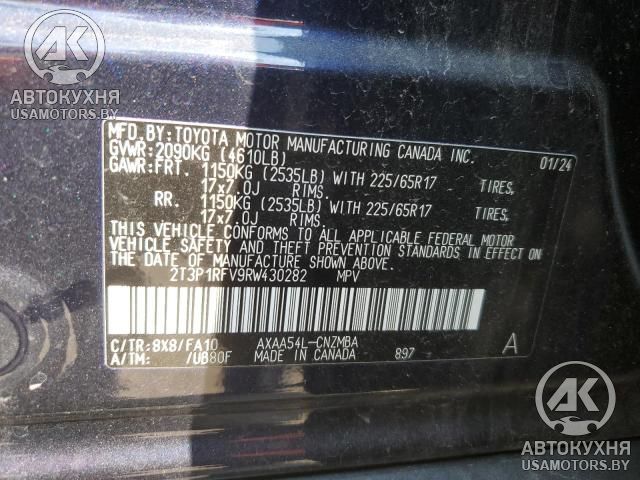 AK
АВТОКУХНЯ
USAMOTORS.BY
MFD.BY:TOYOTA MOTOR MANUFACTURING CANADA INC.
GVWR:2090KG (4610LB) 01/24
GAWR:FRT. 1150KG (2535LB) WITH 225/65R17 TIRES,
17x7.0J RIMS.
RR. 1150KG (2535LB) WITH 225/65R17 TIRES,
17x7.0J RIMS.
THIS VEHICLE CONFORMS TO ALL APPLICABLE FEDERAL MOTOR
VEHICLE SAFETY AND THEFT PREVENTION STANDARDS IN EFFECT ON
THE DATE OF MANUFACTURE SHOWN ABOVE.
2T3P1RFV9RW430282 MPV
C/TR:8X8/FA10 AXAA54L-CNZMBA A
A/TM: /UB80F MADE IN CANADA 897
AK
АВТОКУХНЯ
USAMOTORS.BY